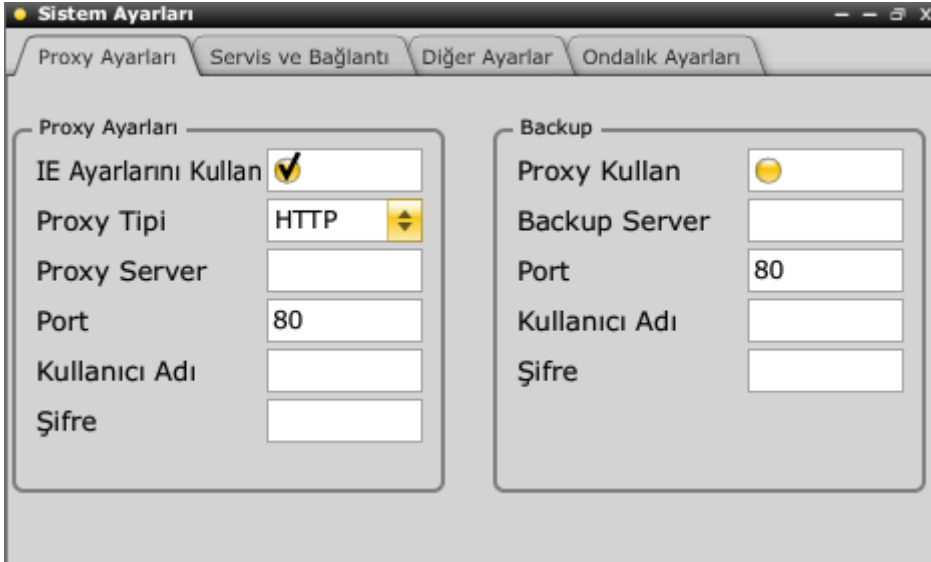 Sistem Ayarları
Proxy Ayarları Servis ve Bağlantı Diğer Ayarlar Ondalık Ayarları
Proxy Ayarları
IE Ayarlarını Kullan
Proxy Tipi HTTP
Proxy Server
Port 80
Kullanıcı Adı
Şifre
Backup
Proxy Kullan
Backup Server
Port 80
Kullanıcı Adı
Şifre